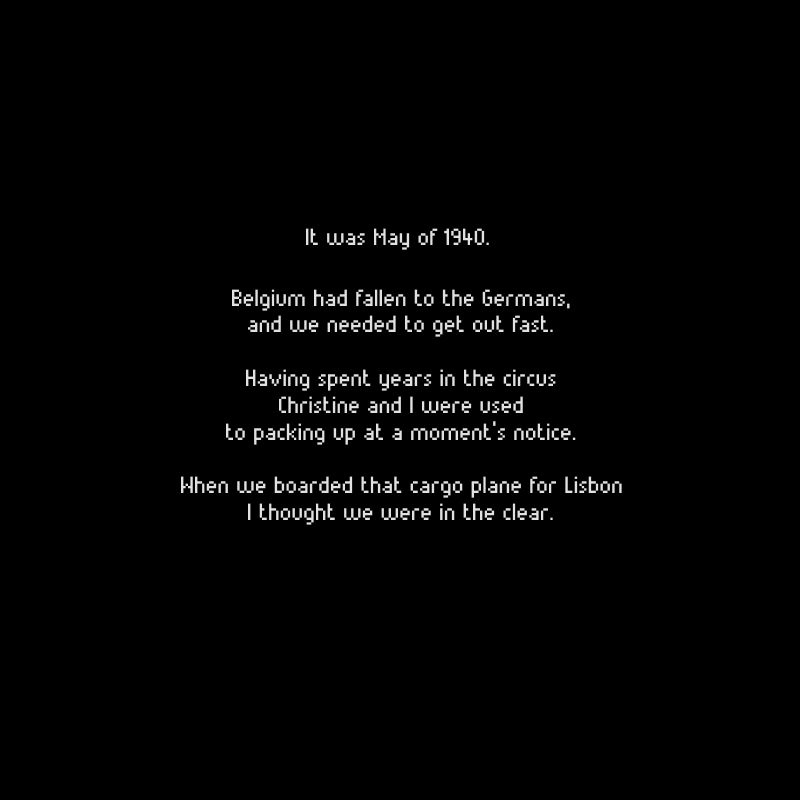 It was May of 1940.
Belgium had fallen to the Germans,
and we needed to get out fast.
Having spent years in the circus
Christine and I were used
to packing up at a moment's notice.
When we boarded that cargo plane for Lisbon
I thought we were in the clear.